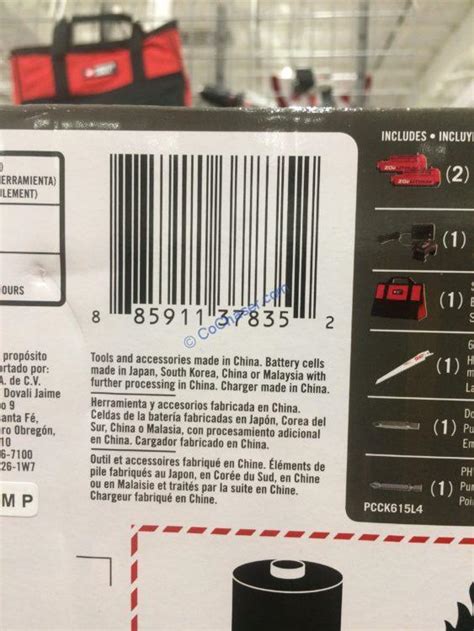 INCLUDES • INCLUY
ERRAMIENTA)
ILEMENT)
OURS
8 85911 37835 2
CoChaser.com
(2)
(1)
(1)
(1)
(1)
(1)
PCCK615L4
propósito
ortado por:
A. de C.V.
Dovali Jaime
po 9
Santa Fé,
ro Obregón,
10
6-7100
26-1W7
M P
Tools and accessories made in China. Battery cells
made in Japan, South Korea, China or Malaysia with
further processing in China. Charger made in China.
Herramienta y accesorios fabricada en China.
Celdas de la batería fabricadas en Japón, Corea del
Sur, China o Malasia, con procesamiento adicional
en China. Cargador fabricado en China.
Outil et accessoires fabriqué en Chine. Éléments de
pile fabriqués au Japon, en Corée du Sud, en Chine
ou en Malaisie et traités par la suite en Chine.
Chargeur fabriqué en Chine.